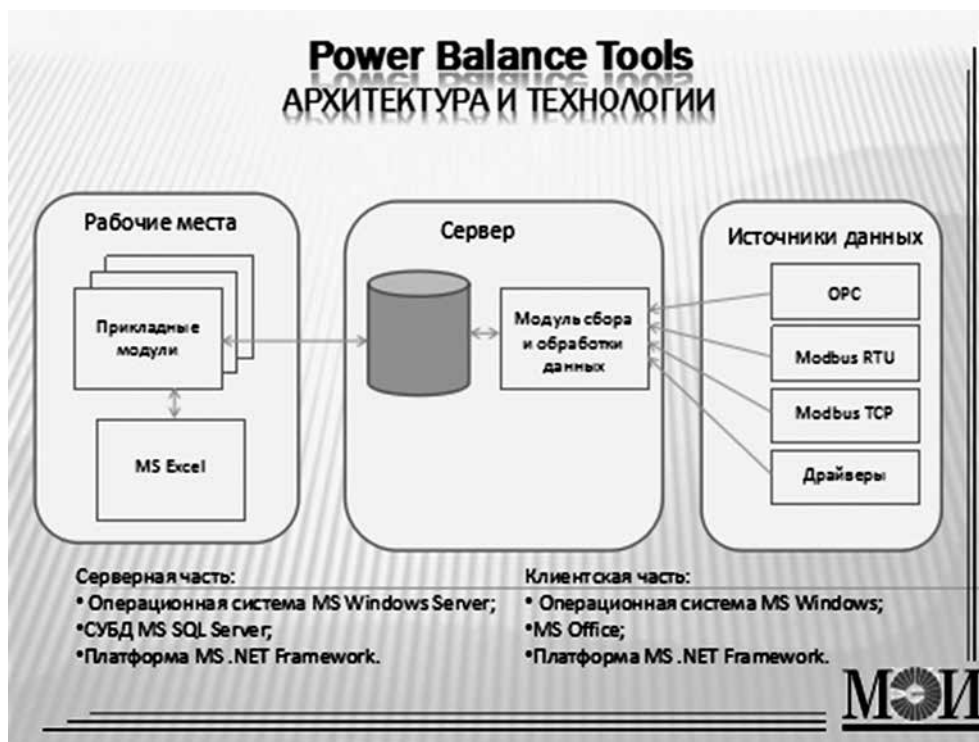 Power Balance Tools
АРХИТЕКТУРА И ТЕХНОЛОГИИ
Рабочие места
Прикладные
модули
MS Excel
Сервер
Модуль сбора
и обработки
данных
Источники данных
OPC
Modbus RTU
Modbus TCP
Драйверы
Серверная часть:
• Операционная система MS Windows Server;
•СУБД MS SQL Server;
•Платформа MS .NET Framework.
Клиентская часть:
• Операционная система MS Windows;
•MS Office;
•Платформа MS .NET Framework.
МЭИ